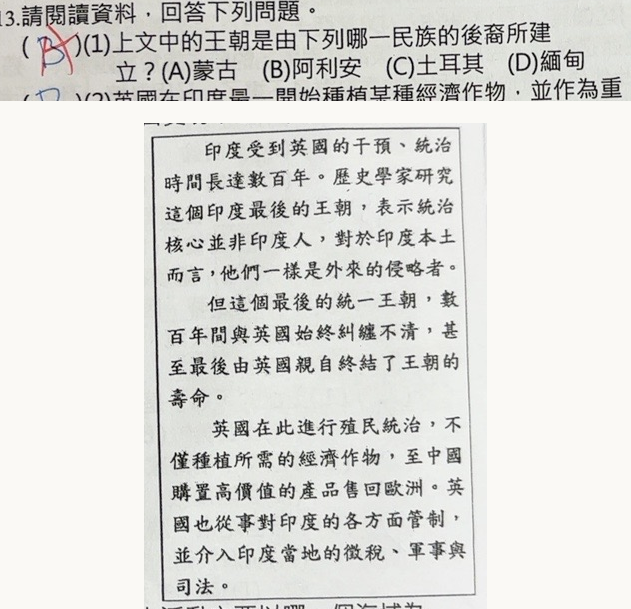 13.請閱讀資料，回答下列問題。
(B)(1)上文中的王朝是由下列哪一民族的後裔所建
立？(A)蒙古 (B)阿利安 (C)土耳其 (D)緬甸
(2)英國在印度最一開始種植某種經濟作物，並作為重
印度受到英國的干預、統治
時間長達數百年。歷史學家研究
這個印度最後的王朝，表示統治
核心並非印度人，對於印度本土
而言，他們一樣是外來的侵略者。
但這個最後的統一王朝，數
百年間與英國始終糾纏不清，甚
至最後由英國親自終結了王朝的
壽命。
英國在此進行殖民統治，不
僅種植所需的經濟作物，至中國
購置高價值的產品售回歐洲。英
國也從事對印度的各方面管制，
並介入印度當地的徵稅、軍事與
司法。